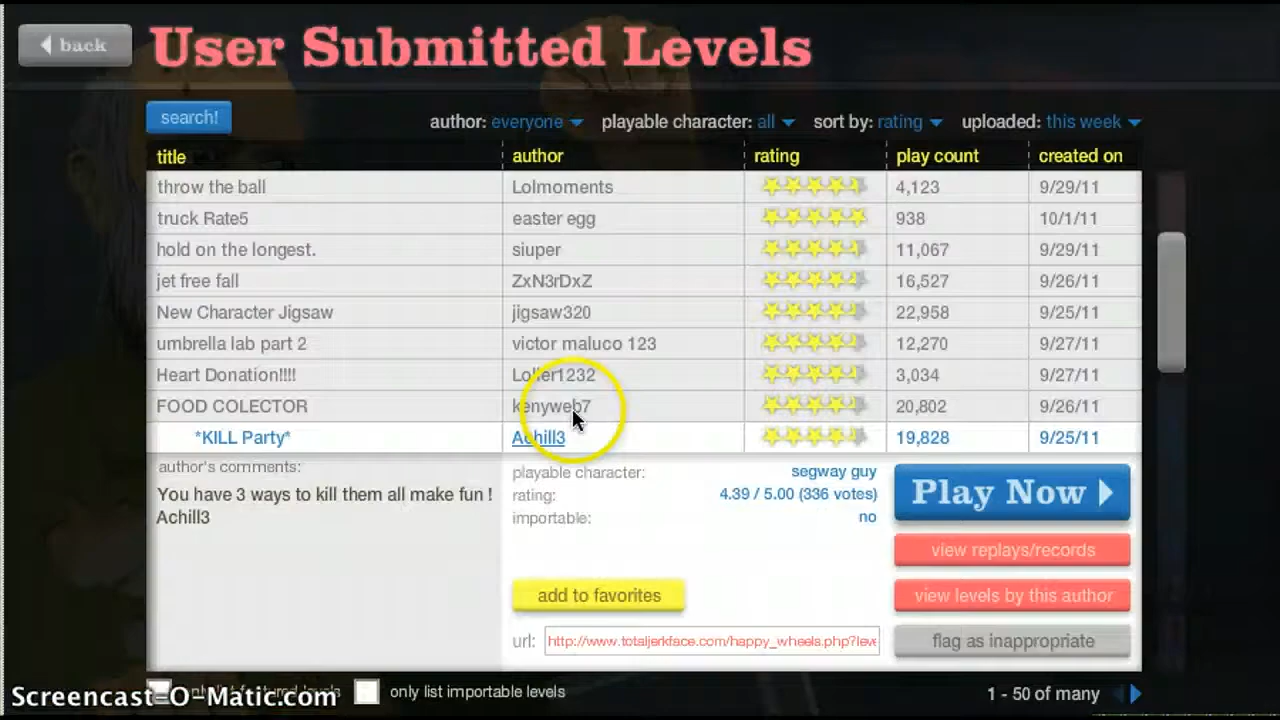 back
User Submitted Levels
search!
author: everyone playable character: all sort by: rating uploaded: this week
title author rating play count created on
throw the ball Lolmoments 4,123 9/29/11
truck Rate5 easter egg 938 10/1/11
hold on the longest. siuper 11,067 9/29/11
jet free fall ZxN3rDxZ 16,527 9/26/11
New Character Jigsaw jigsaw320 22,958 9/25/11
umbrella lab part 2 victor maluco 123 12,270 9/27/11
Heart Donation!!!! Loller1232 3,034 9/27/11
FOOD COLECTOR kenyweb7 20,802 9/26/11
*KILL Party* Achill3 19,828 9/25/11
author's comments:
You have 3 ways to kill them all make fun !
Achill3
playable character: segway guy
rating: 4.39 / 5.00 (336 votes)
importable: no
add to favorites
url: http://www.totaljerkface.com/happy_wheels.php?leve
Play Now
view replays/records
view levels by this author
flag as inappropriate
only list importable levels
1 - 50 of many
Screencast-O-Matic.com